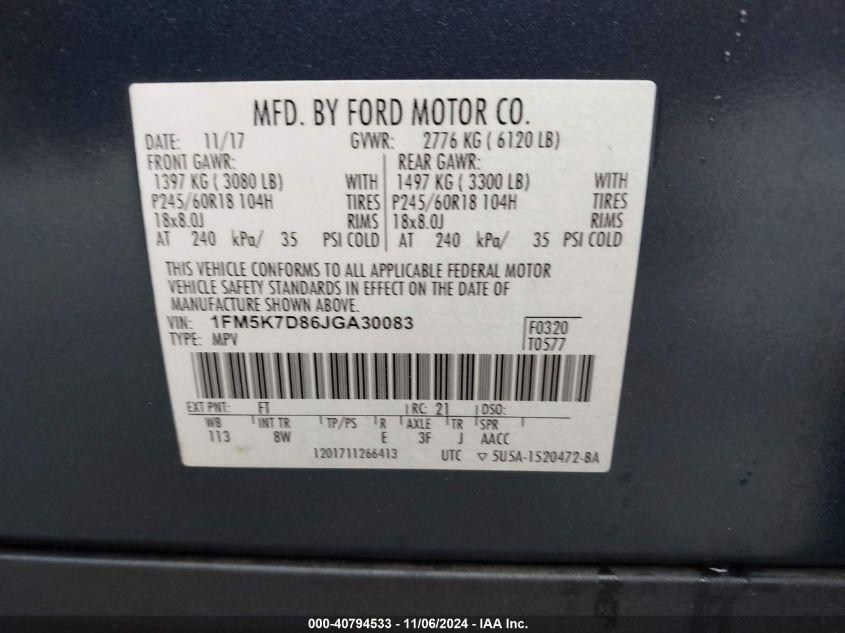 MFD. BY FORD MOTOR CO.
DATE: 11/17 GVWR: 2776 KG ( 6120 LB)
FRONT GAWR: REAR GAWR:
1397 KG ( 3080 LB) WITH 1497 KG ( 3300 LB) WITH
P245/60R18 104H TIRES P245/60R18 104H TIRES
18x8.0J RIMS 18x8.0J RIMS
AT 240 kPa/ 35 PSI COLD AT 240 kPa/ 35 PSI COLD
THIS VEHICLE CONFORMS TO ALL APPLICABLE FEDERAL MOTOR
VEHICLE SAFETY STANDARDS IN EFFECT ON THE DATE OF
MANUFACTURE SHOWN ABOVE.
VIN: 1FM5K7D86JGA30083 F0320
TYPE: MPV T0577
EXT PNT: FT RC: 21 DSO:
WB INT TR TP/PS R AXLE TR SPR
113 8W E 3F J AACC
1201711266413 UTC ▽ 5U5A-1520472-BA
000-40794533 - 11/06/2024 - IAA Inc.